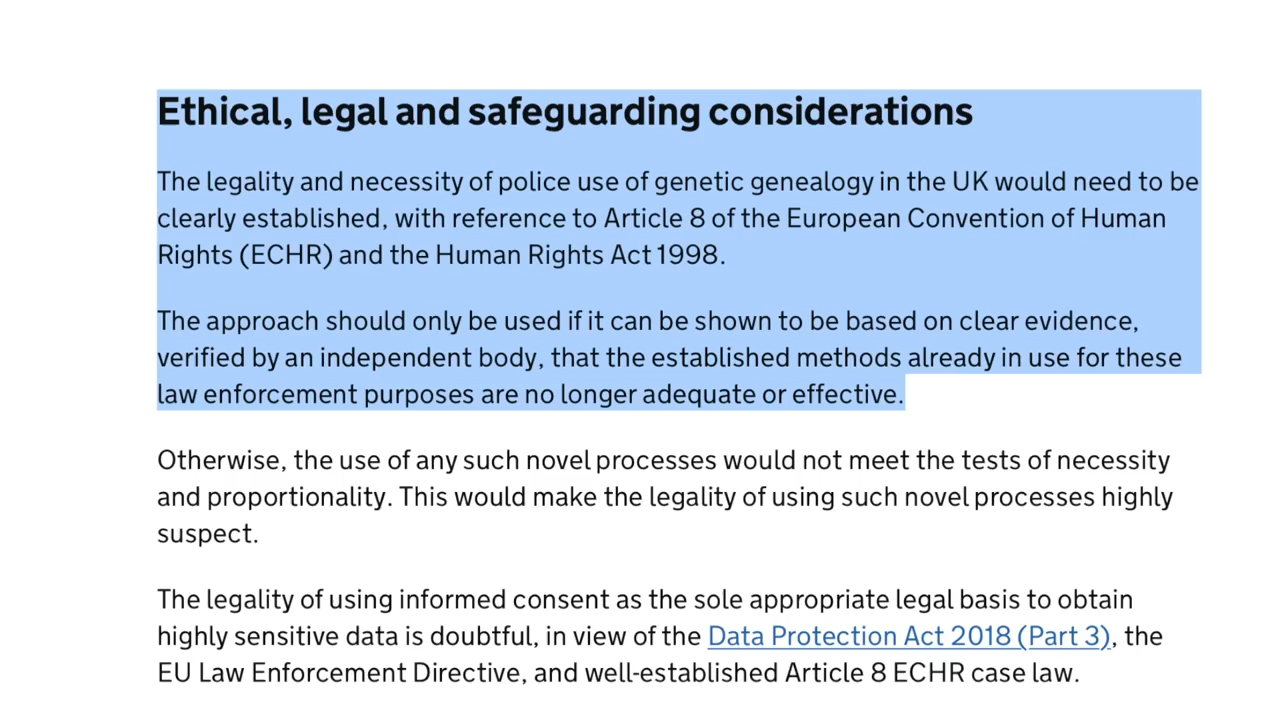 Ethical, legal and safeguarding considerations
The legality and necessity of police use of genetic genealogy in the UK would need to be
clearly established, with reference to Article 8 of the European Convention of Human
Rights (ECHR) and the Human Rights Act 1998.
The approach should only be used if it can be shown to be based on clear evidence,
verified by an independent body, that the established methods already in use for these
law enforcement purposes are no longer adequate or effective.
Otherwise, the use of any such novel processes would not meet the tests of necessity
and proportionality. This would make the legality of using such novel processes highly
suspect.
The legality of using informed consent as the sole appropriate legal basis to obtain
highly sensitive data is doubtful, in view of the Data Protection Act 2018 (Part 3), the
EU Law Enforcement Directive, and well-established Article 8 ECHR case law.